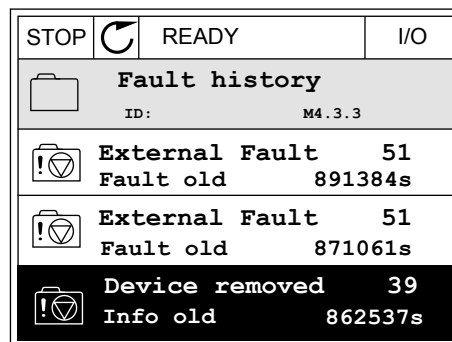 STOP READY I/O
Fault history
ID: M4.3.3
External Fault 51
Fault old 891384s
External Fault 51
Fault old 871061s
Device removed 39
Info old 862537s